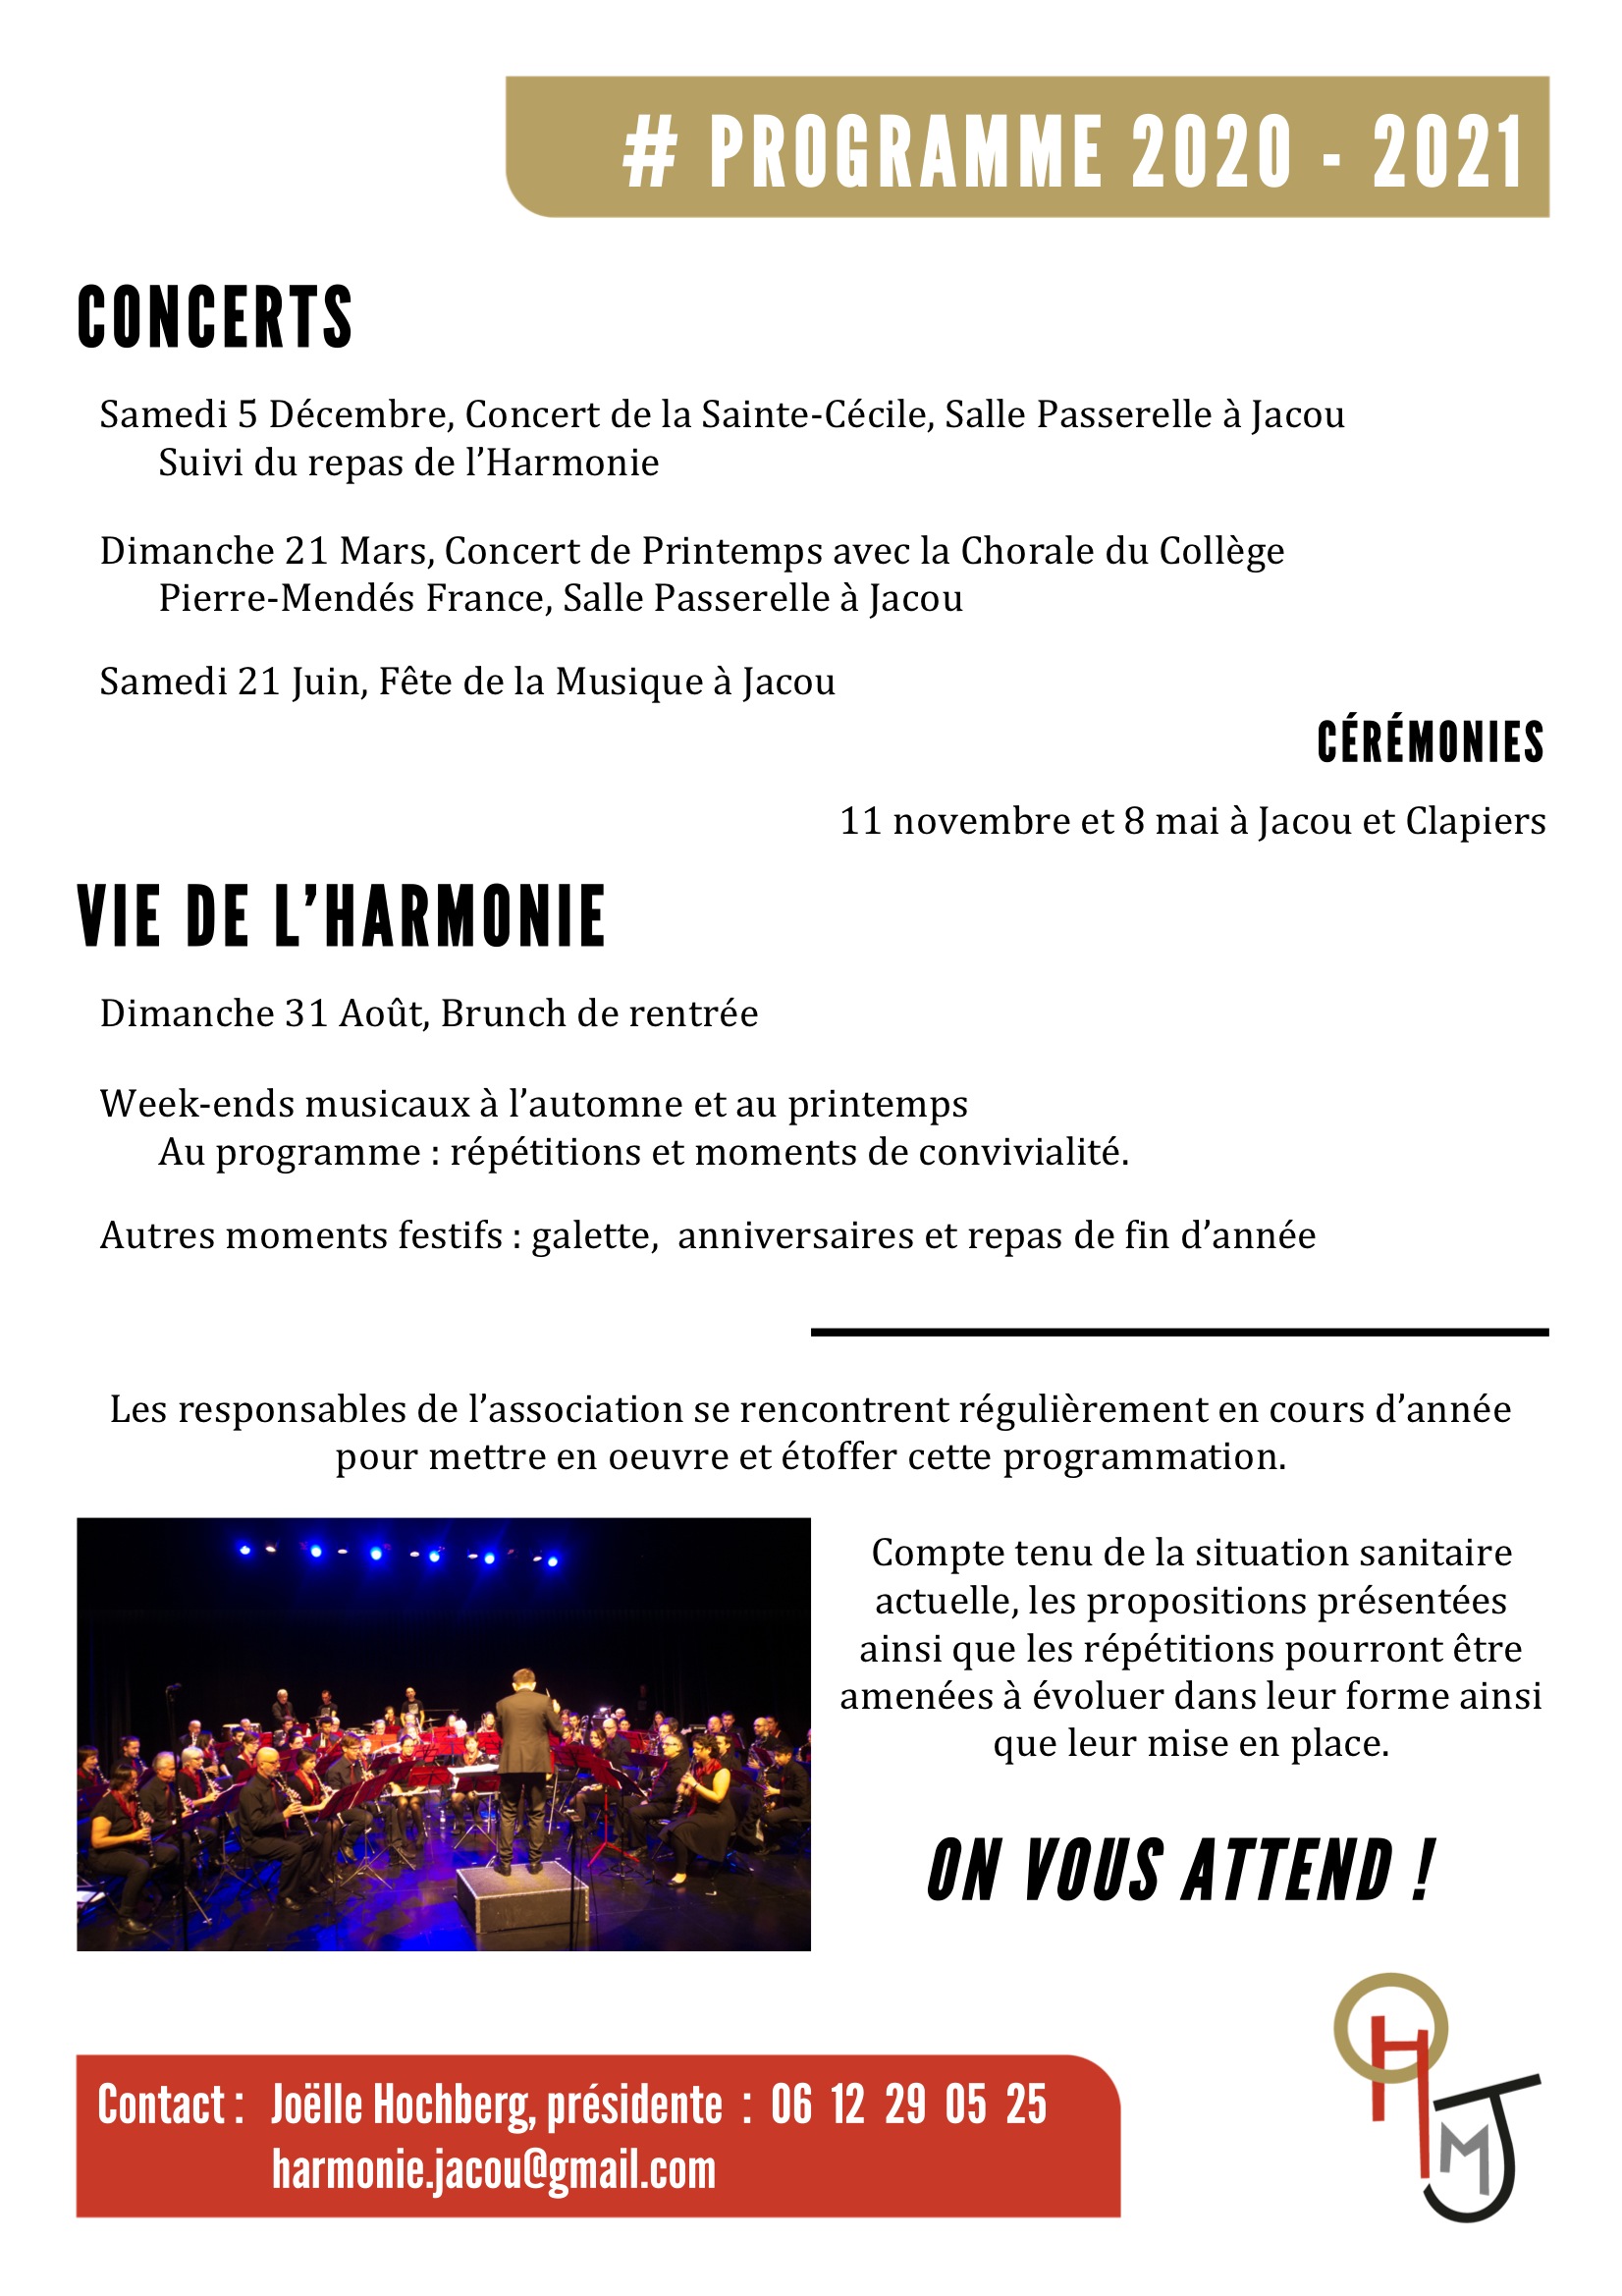 # PROGRAMME 2020 - 2021
CONCERTS
Samedi 5 Décembre, Concert de la Sainte-Cécile, Salle Passerelle à Jacou
Suivi du repas de l’Harmonie
Dimanche 21 Mars, Concert de Printemps avec la Chorale du Collège
Pierre-Mendés France, Salle Passerelle à Jacou
Samedi 21 Juin, Fête de la Musique à Jacou
CÉRÉMONIES
11 novembre et 8 mai à Jacou et Clapiers
VIE DE L’HARMONIE
Dimanche 31 Août, Brunch de rentrée
Week-ends musicaux à l’automne et au printemps
Au programme : répétitions et moments de convivialité.
Autres moments festifs : galette, anniversaires et repas de fin d’année
Les responsables de l’association se rencontrent régulièrement en cours d’année
pour mettre en oeuvre et étoffer cette programmation.
Compte tenu de la situation sanitaire
actuelle, les propositions présentées
ainsi que les répétitions pourront être
amenées à évoluer dans leur forme ainsi
que leur mise en place.
ON VOUS ATTEND !
Contact : Joëlle Hochberg, présidente : 06 12 29 05 25
harmonie.jacou@gmail.com
OHMJ